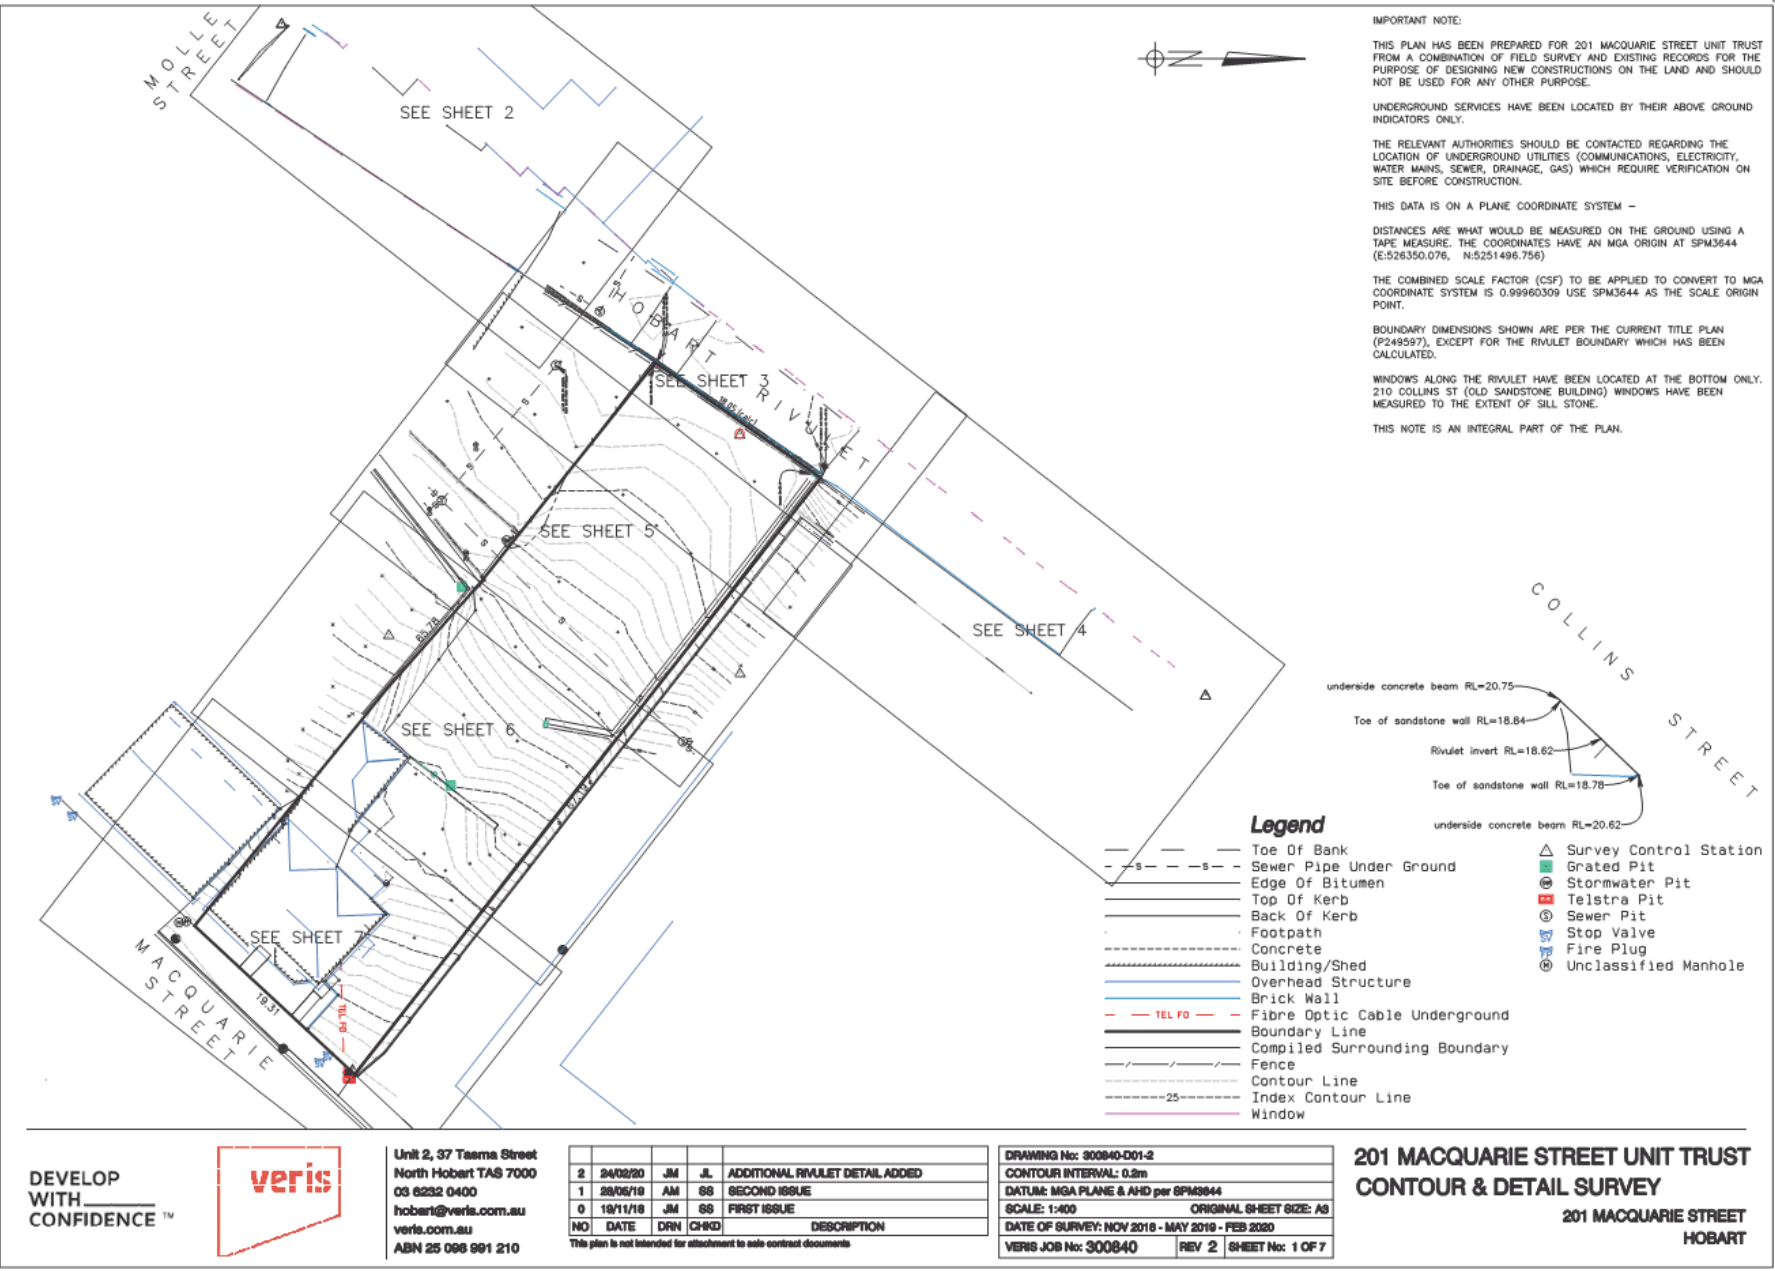 MOLLE
STREET
SEE SHEET 2
N
HOBART RIVULET
SEE SHEET 3
18.05 (calc)
SEE SHEET 5
SEE SHEET 4
85.78
SEE SHEET 6
SEE SHEET 7
MACQUARIE
STREET
19.31
TEL FO
COLLINS
STREET
IMPORTANT NOTE:
THIS PLAN HAS BEEN PREPARED FOR 201 MACQUARIE STREET UNIT TRUST
FROM A COMBINATION OF FIELD SURVEY AND EXISTING RECORDS FOR THE
PURPOSE OF DESIGNING NEW CONSTRUCTIONS ON THE LAND AND SHOULD
NOT BE USED FOR ANY OTHER PURPOSE.
UNDERGROUND SERVICES HAVE BEEN LOCATED BY THEIR ABOVE GROUND
INDICATORS ONLY.
THE RELEVANT AUTHORITIES SHOULD BE CONTACTED REGARDING THE
LOCATION OF UNDERGROUND UTILITIES (COMMUNICATIONS, ELECTRICITY,
WATER MAINS, SEWER, DRAINAGE, GAS) WHICH REQUIRE VERIFICATION ON
SITE BEFORE CONSTRUCTION.
THIS DATA IS ON A PLANE COORDINATE SYSTEM –
DISTANCES ARE WHAT WOULD BE MEASURED ON THE GROUND USING A
TAPE MEASURE. THE COORDINATES HAVE AN MGA ORIGIN AT SPM3644
(E:526350.076, N:5251496.756)
THE COMBINED SCALE FACTOR (CSF) TO BE APPLIED TO CONVERT TO MGA
COORDINATE SYSTEM IS 0.99960309 USE SPM3644 AS THE SCALE ORIGIN
POINT.
BOUNDARY DIMENSIONS SHOWN ARE PER THE CURRENT TITLE PLAN
(P249597), EXCEPT FOR THE RIVULET BOUNDARY WHICH HAS BEEN
CALCULATED.
WINDOWS ALONG THE RIVULET HAVE BEEN LOCATED AT THE BOTTOM ONLY.
210 COLLINS ST (OLD SANDSTONE BUILDING) WINDOWS HAVE BEEN
MEASURED TO THE EXTENT OF SILL STONE.
THIS NOTE IS AN INTEGRAL PART OF THE PLAN.
underside concrete beam RL=20.75
Toe of sandstone wall RL=18.84
Rivulet invert RL=18.62
Toe of sandstone wall RL=18.78
underside concrete beam RL=20.62
Legend
Toe Of Bank
S S Sewer Pipe Under Ground
Edge Of Bitumen
Top Of Kerb
Back Of Kerb
Footpath
Concrete
Building/Shed
Overhead Structure
Brick Wall
TEL FO Fibre Optic Cable Underground
Boundary Line
Compiled Surrounding Boundary
Fence
Contour Line
25 Index Contour Line
Window
Survey Control Station
Grated Pit
Stormwater Pit
Telstra Pit
S Sewer Pit
SV Stop Valve
FP Fire Plug
M Unclassified Manhole
DEVELOP
WITH
CONFIDENCE ™
veris
Unit 2, 37 Tasma Street
North Hobart TAS 7000
03 6232 0400
hobart@veris.com.au
veris.com.au
ABN 25 098 991 210
2 24/02/20 JM JL ADDITIONAL RIVULET DETAIL ADDED
1 28/05/19 AM SS SECOND ISSUE
0 19/11/18 JM SS FIRST ISSUE
NO DATE DRN CHKD DESCRIPTION
This plan is not intended for attachment to sale contract documents
DRAWING No: 300840-D01-2
CONTOUR INTERVAL: 0.2m
DATUM: MGA PLANE & AHD per SPM3644
SCALE: 1:400 ORIGINAL SHEET SIZE: A3
DATE OF SURVEY: NOV 2018 - MAY 2019 - FEB 2020
VERIS JOB No: 300840 REV 2 SHEET No: 1 OF 7
201 MACQUARIE STREET UNIT TRUST
CONTOUR & DETAIL SURVEY
201 MACQUARIE STREET
HOBART